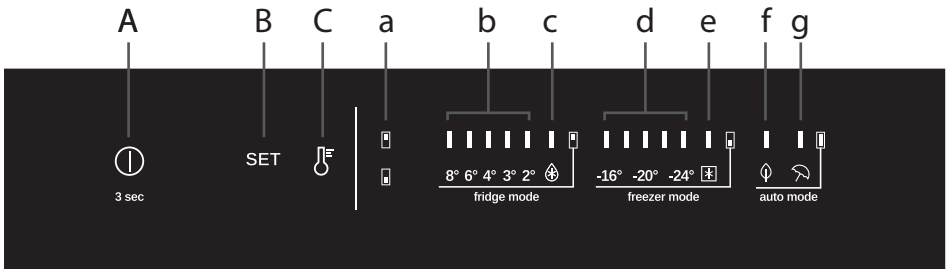 A B C a b c d e f g
SET
8° 6° 4° 3° 2° -16° -20° -24°
3 sec fridge mode freezer mode auto mode